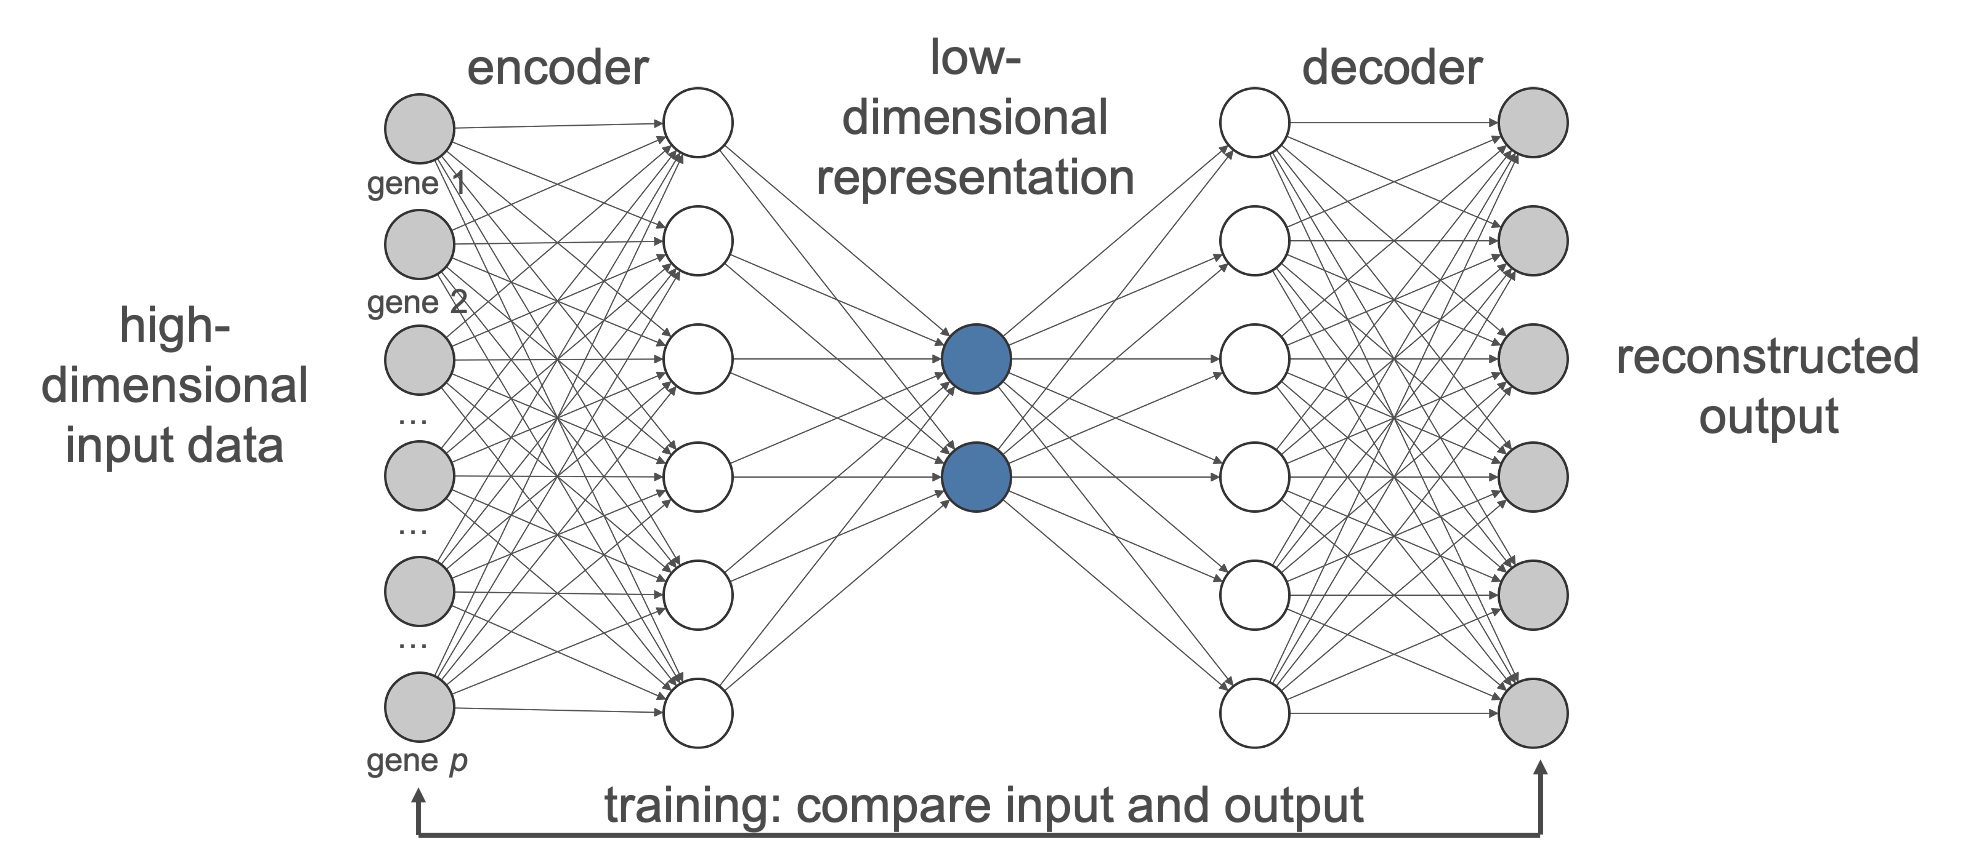 encoder
low-
dimensional
representation
decoder
gene 1
gene 2
high-
dimensional
input data
...
...
...
gene p
reconstructed
output
training: compare input and output